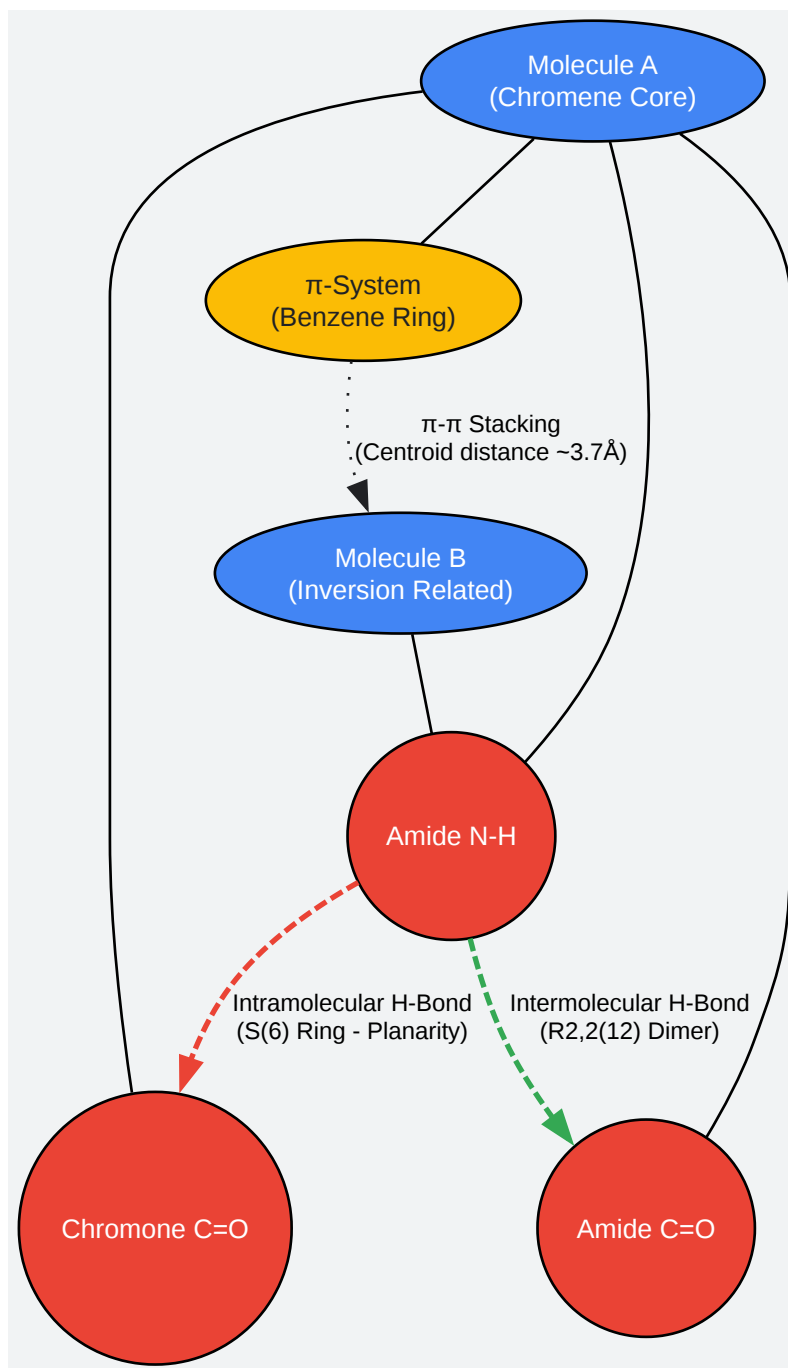 Molecule A
(Chromene Core)
π-System
(Benzene Ring)
π-π Stacking
(Centroid distance ~3.7Å)
Molecule B
(Inversion Related)
Amide N-H
Intramolecular H-Bond
(S(6) Ring - Planarity)
Intermolecular H-Bond
(R2,2(12) Dimer)
Chromone C=O
Amide C=O